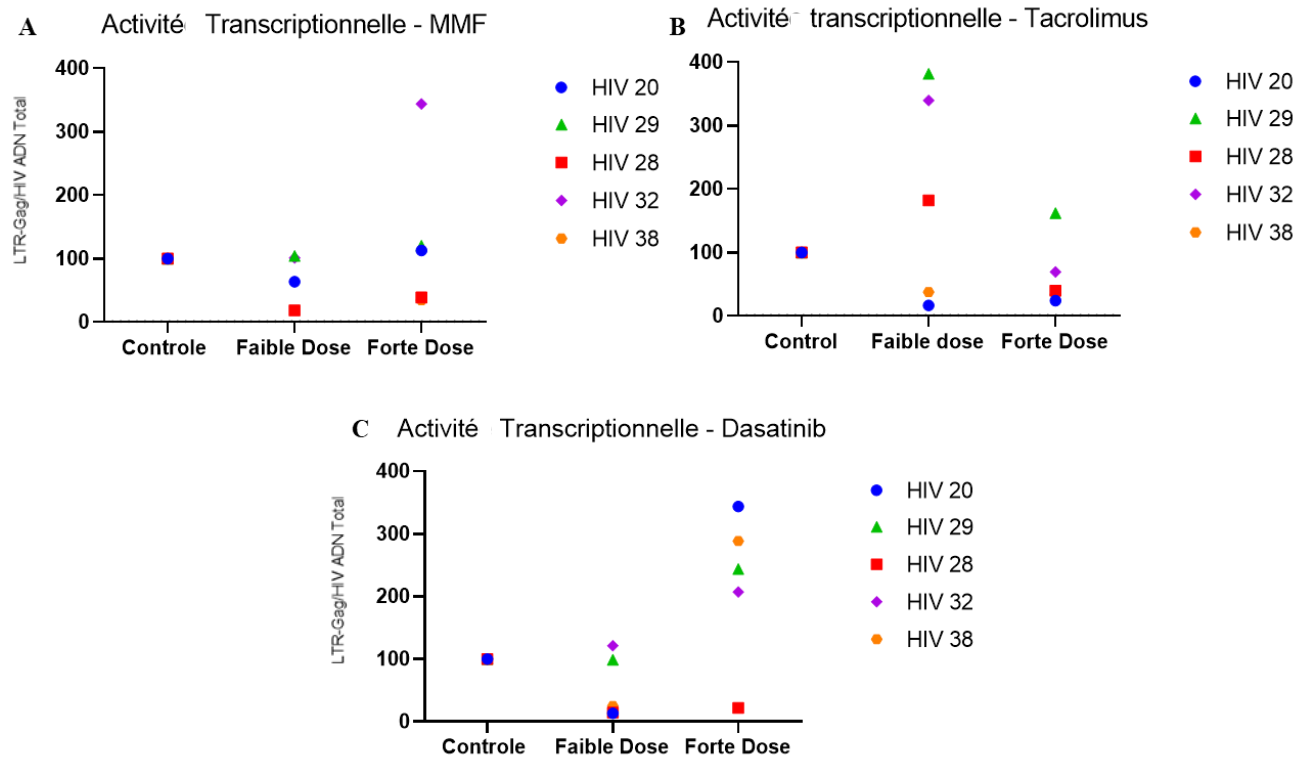 A
Activité Transcriptionnelle - MMF
LTR-Gag/HIV ADN Total
400
300
200
100
0
Controle
Faible Dose
Forte Dose
HIV 20
HIV 29
HIV 28
HIV 32
HIV 38
B
Activité transcriptionnelle - Tacrolimus
400
300
200
100
0
Control
Faible dose
Forte Dose
HIV 20
HIV 29
HIV 28
HIV 32
HIV 38
C
Activité Transcriptionnelle - Dasatinib
LTR-Gag/HIV ADN Total
400
300
200
100
0
Controle
Faible Dose
Forte Dose
HIV 20
HIV 29
HIV 28
HIV 32
HIV 38